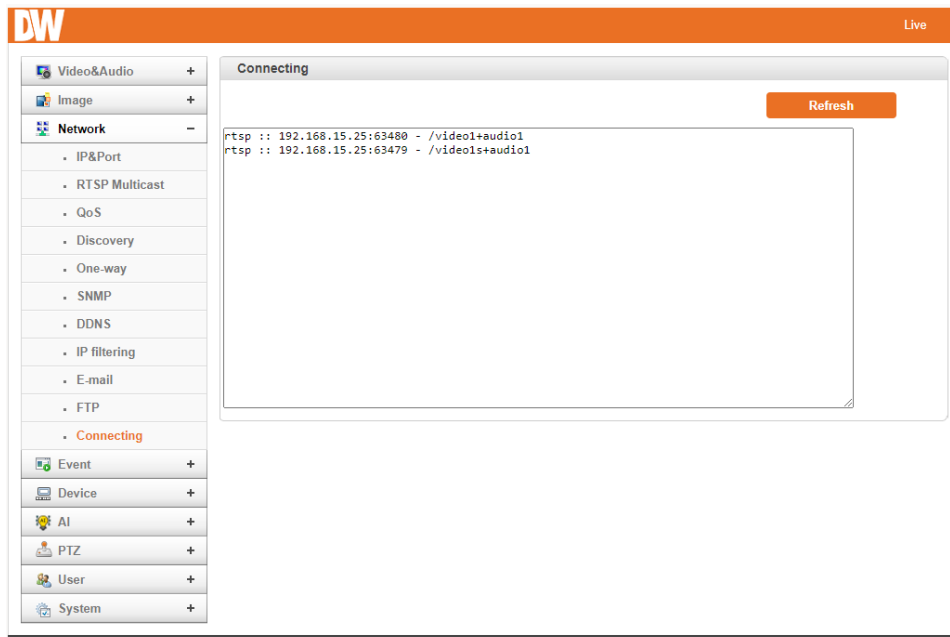 DW
Live
Video&Audio +
Image +
Network −
IP&Port
RTSP Multicast
QoS
Discovery
One-way
SNMP
DDNS
IP filtering
E-mail
FTP
Connecting
Event +
Device +
AI +
PTZ +
User +
System +
Connecting
Refresh
rtsp :: 192.168.15.25:63480 - /video1+audio1
rtsp :: 192.168.15.25:63479 - /video1s+audio1